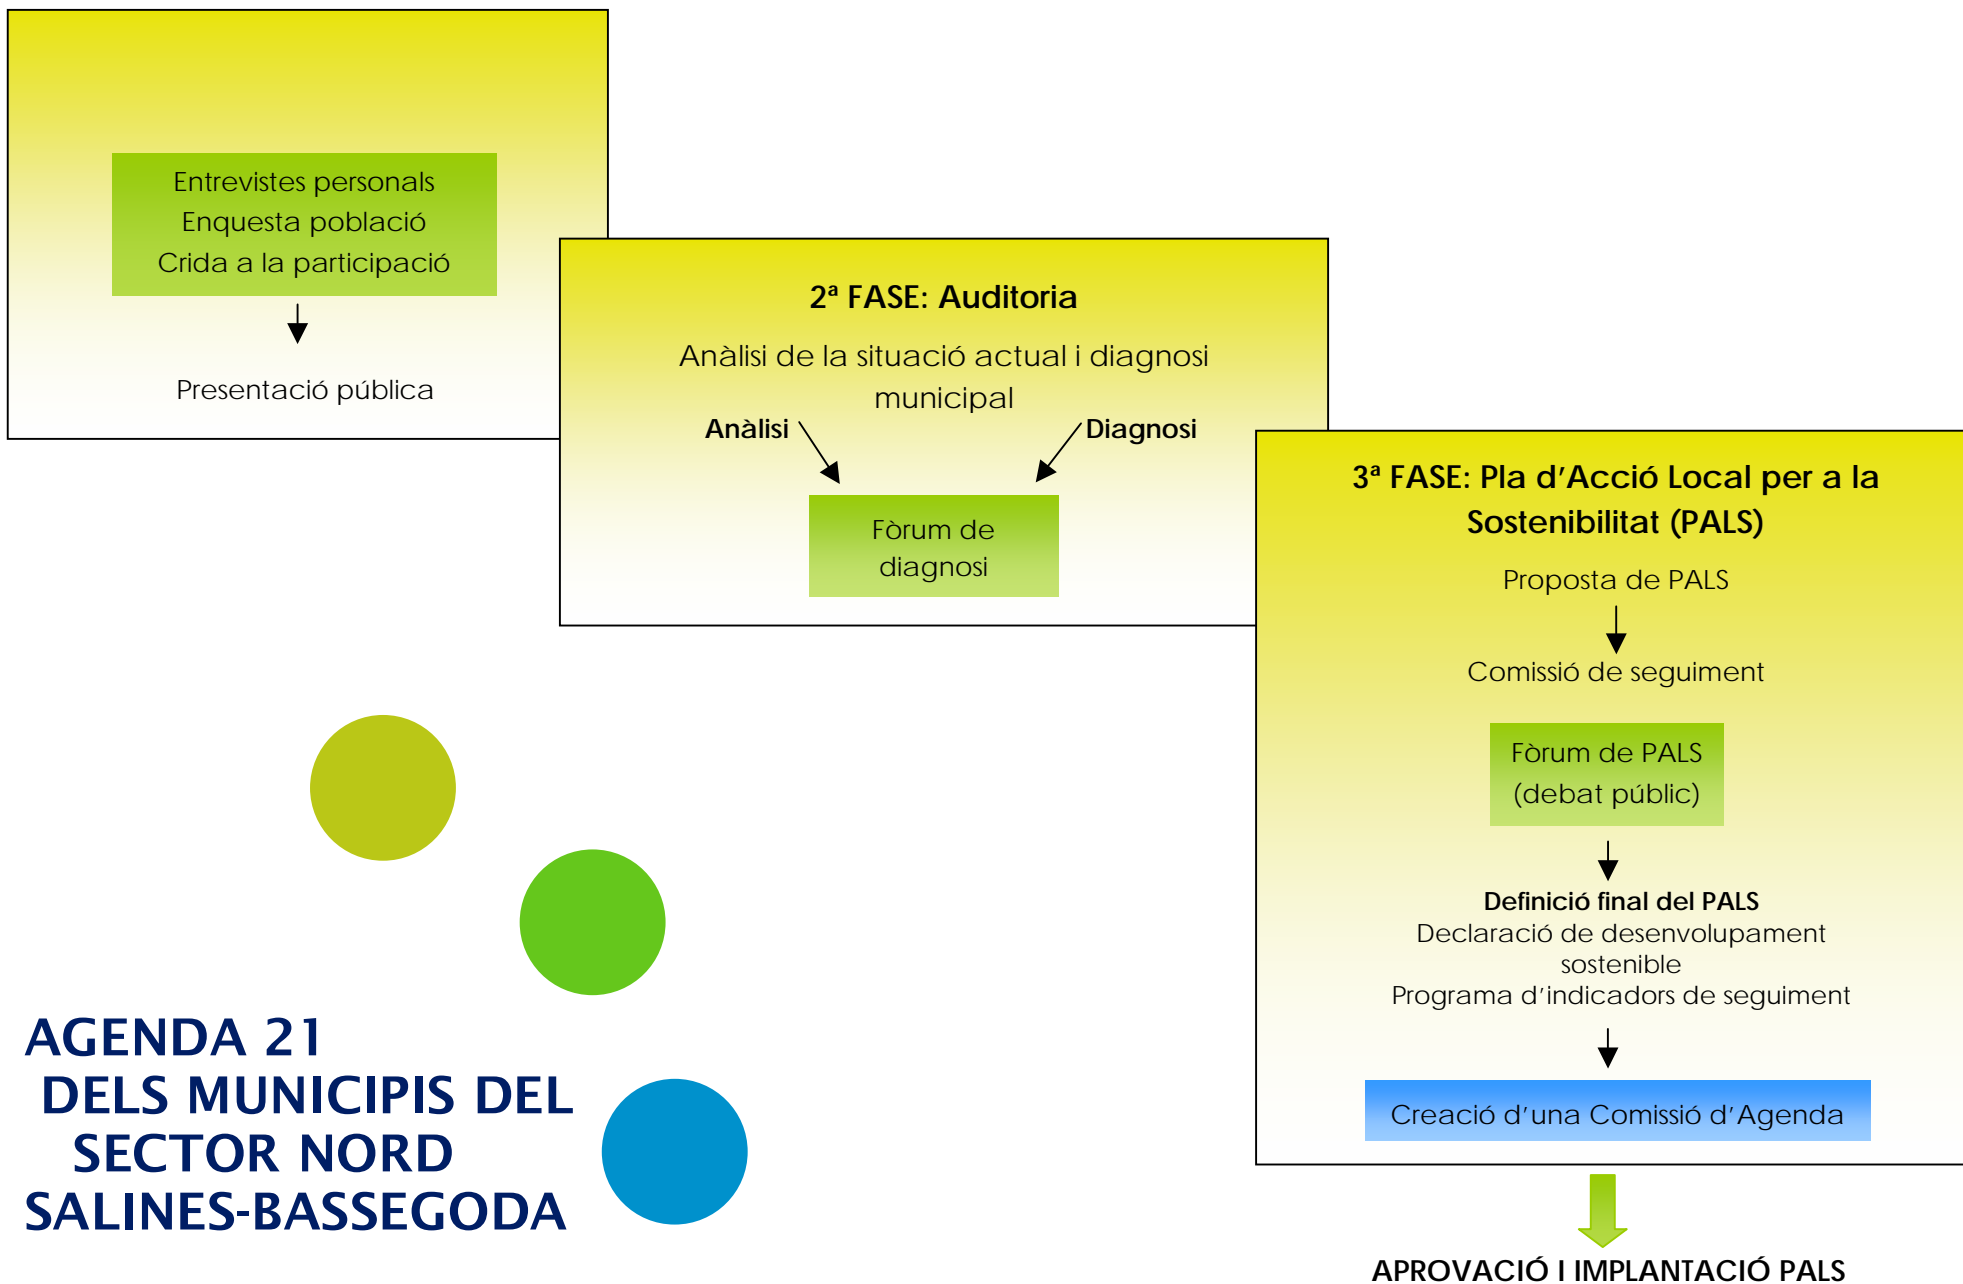 Entrevistes personals
Enquesta població
Crida a la participació
Presentació pública
2ª FASE: Auditoria
Anàlisi de la situació actual i diagnosi
municipal
Anàlisi
Diagnosi
Fòrum de
diagnosi
3ª FASE: Pla d’Acció Local per a la
Sostenibilitat (PALS)
Proposta de PALS
Comissió de seguiment
Fòrum de PALS
(debat públic)
Definició final del PALS
Declaració de desenvolupament
sostenible
Programa d’indicadors de seguiment
Creació d’una Comissió d’Agenda
APROVACIÓ I IMPLANTACIÓ PALS
AGENDA 21
DELS MUNICIPIS DEL
SECTOR NORD
SALINES-BASSEGODA